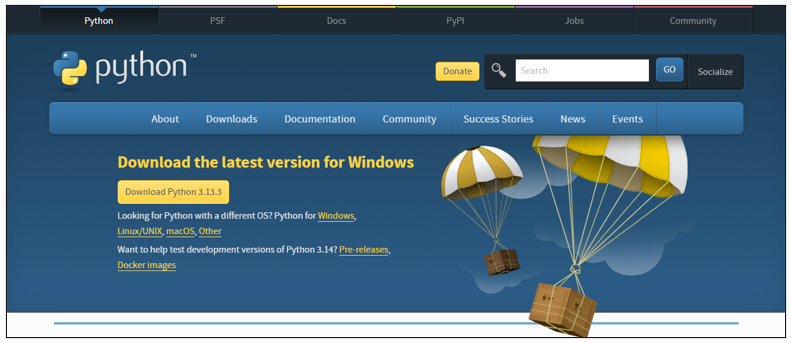 Python PSF Docs PyPI Jobs Community
python™
Donate Search GO Socialize
About Downloads Documentation Community Success Stories News Events
Download the latest version for Windows
Download Python 3.13.3
Looking for Python with a different OS? Python for Windows,
Linux/UNIX, macOS, Other
Want to help test development versions of Python 3.14? Pre-releases,
Docker images